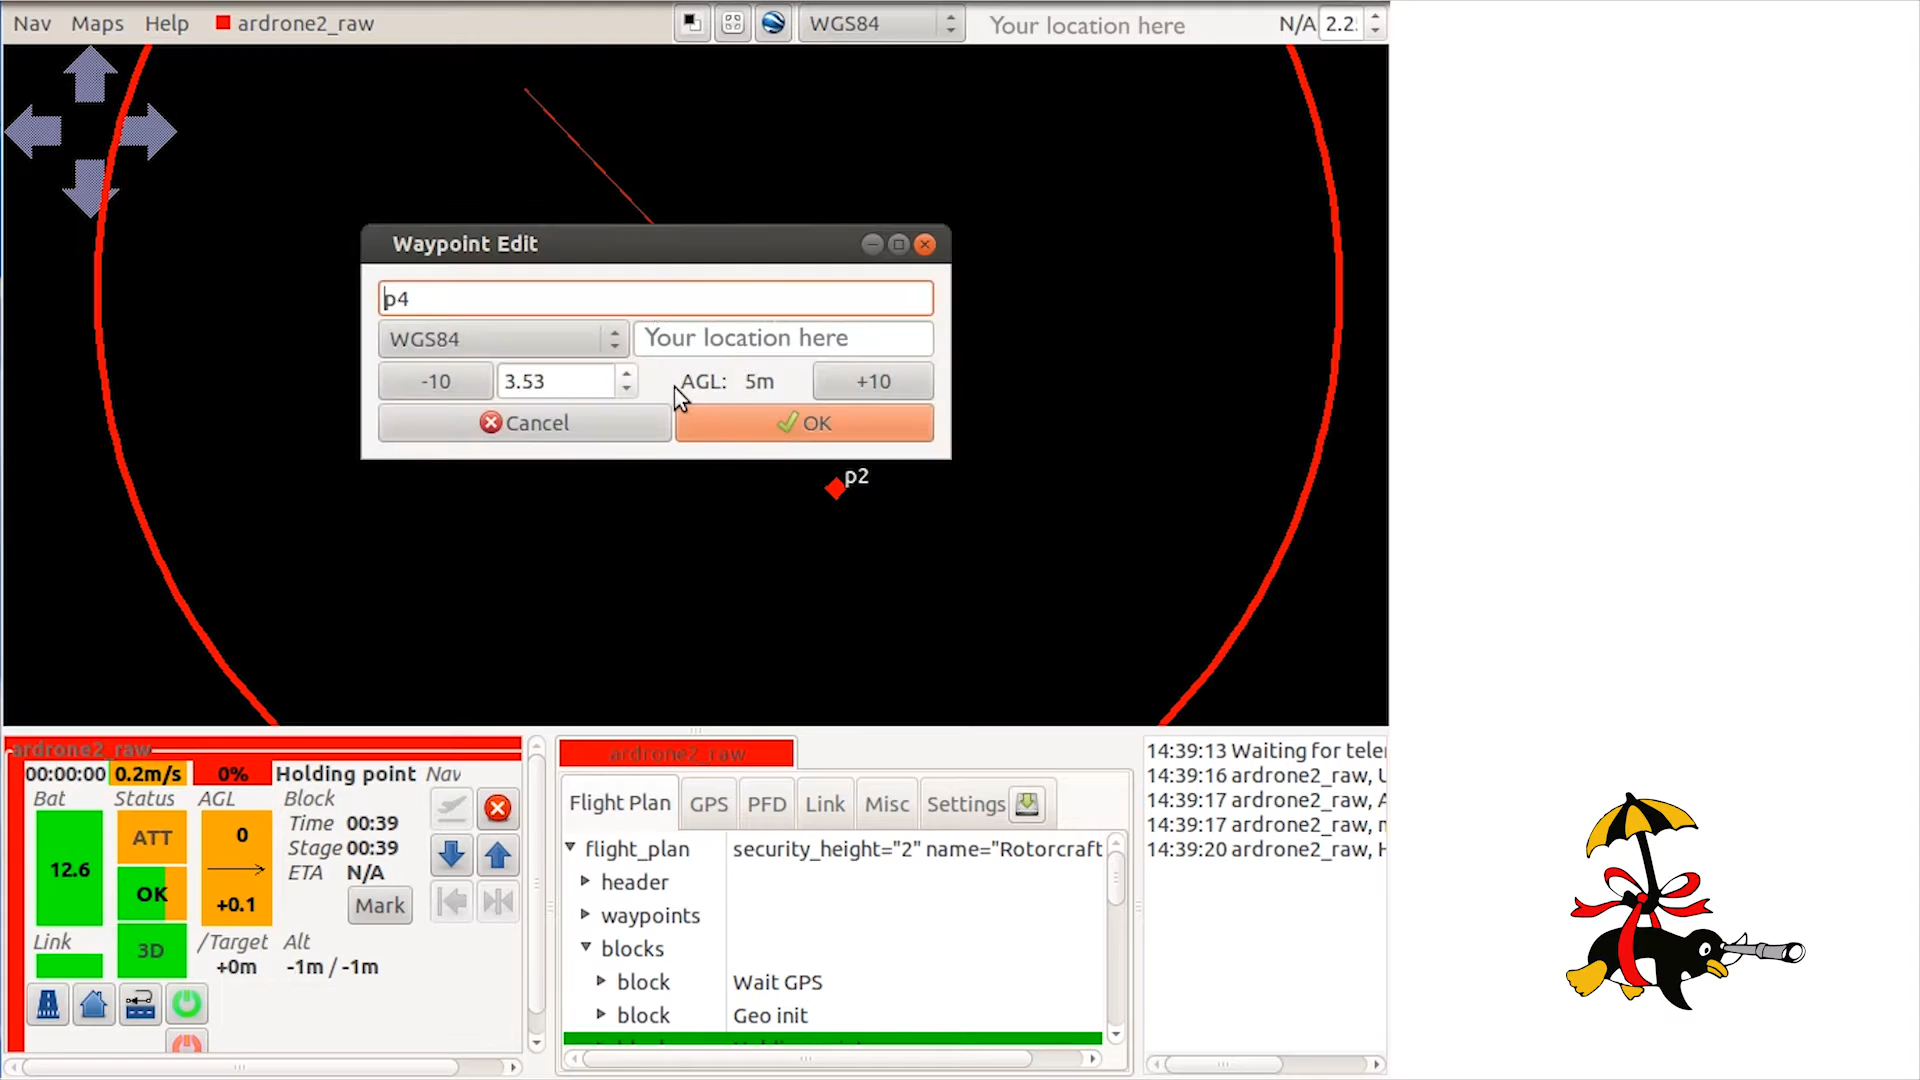 Nav Maps Help ardrone2_raw WGS84 Your location here N/A 2.2
Waypoint Edit
p4
WGS84 Your location here
-10 3.53 AGL: 5m +10
Cancel OK
p2
ardrone2_raw
00:00:00 0.2m/s 0% Holding point Nav
Bat Status AGL Block
Time 00:39
Stage 00:39
ETA N/A
12.6 ATT 0
OK +0.1 Mark
Link 3D /Target Alt
+0m -1m / -1m
ardrone2_raw
Flight Plan GPS PFD Link Misc Settings
flight_plan security_height="2" name="Rotorcraft
header
waypoints
blocks
block Wait GPS
block Geo init
14:39:13 Waiting for teler
14:39:16 ardrone2_raw, U
14:39:17 ardrone2_raw, A
14:39:17 ardrone2_raw,
14:39:20 ardrone2_raw, H